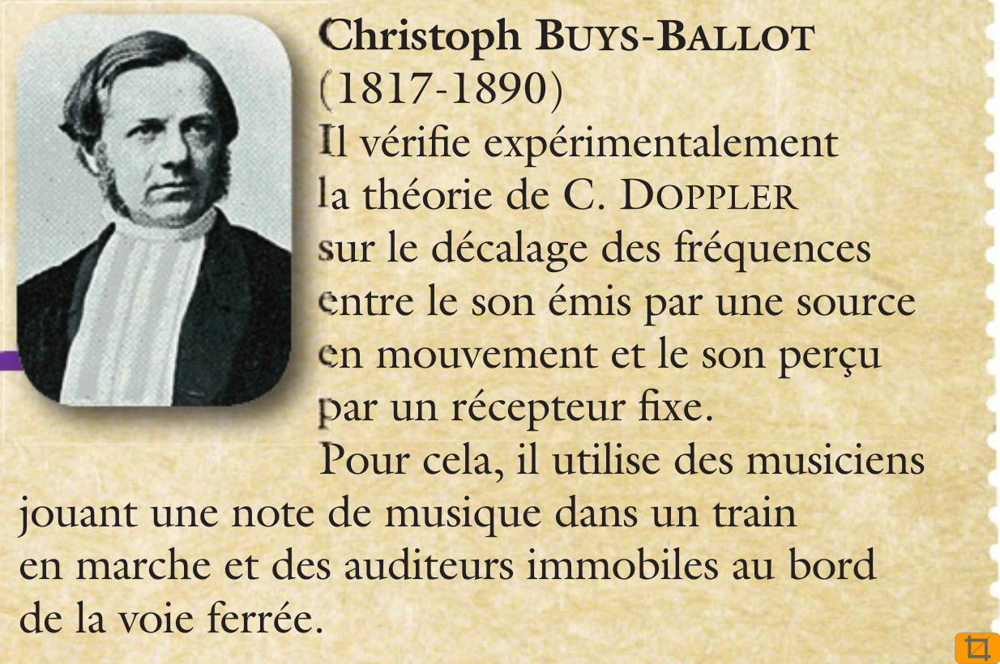 Christoph BUYS-BALLOT
(1817-1890)
Il vérifie expérimentalement
la théorie de C. DOPPLER
sur le décalage des fréquences
entre le son émis par une source
en mouvement et le son perçu
par un récepteur fixe.
Pour cela, il utilise des musiciens
jouant une note de musique dans un train
en marche et des auditeurs immobiles au bord
de la voie ferrée.